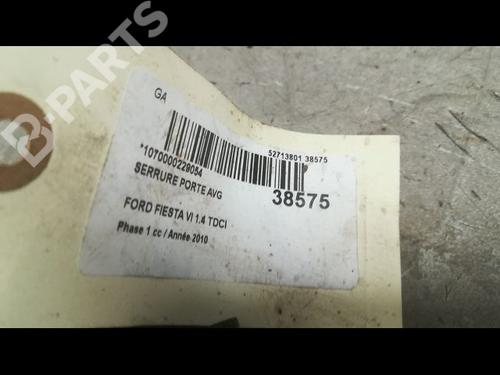 B-PARTS
GA
52713801 38575
*1070000229054
SERRURE PORTE AVG
38575
FORD FIESTA VI 1.4 TDCI
Phase 1 cc / Année 2010